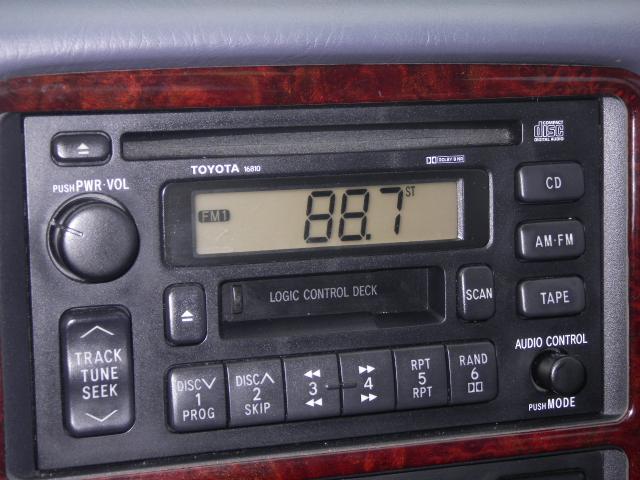 COMPACT
disc
DIGITAL AUDIO
TOYOTA 16810
DOLBY B NR
PUSH PWR·VOL
CD
FM1 88.7 ST
AM·FM
LOGIC CONTROL DECK
SCAN
TAPE
TRACK
TUNE
SEEK
AUDIO CONTROL
PUSH MODE
DISC 1 PROG
DISC 2 SKIP
3
4
RPT 5 RPT
RAND 6